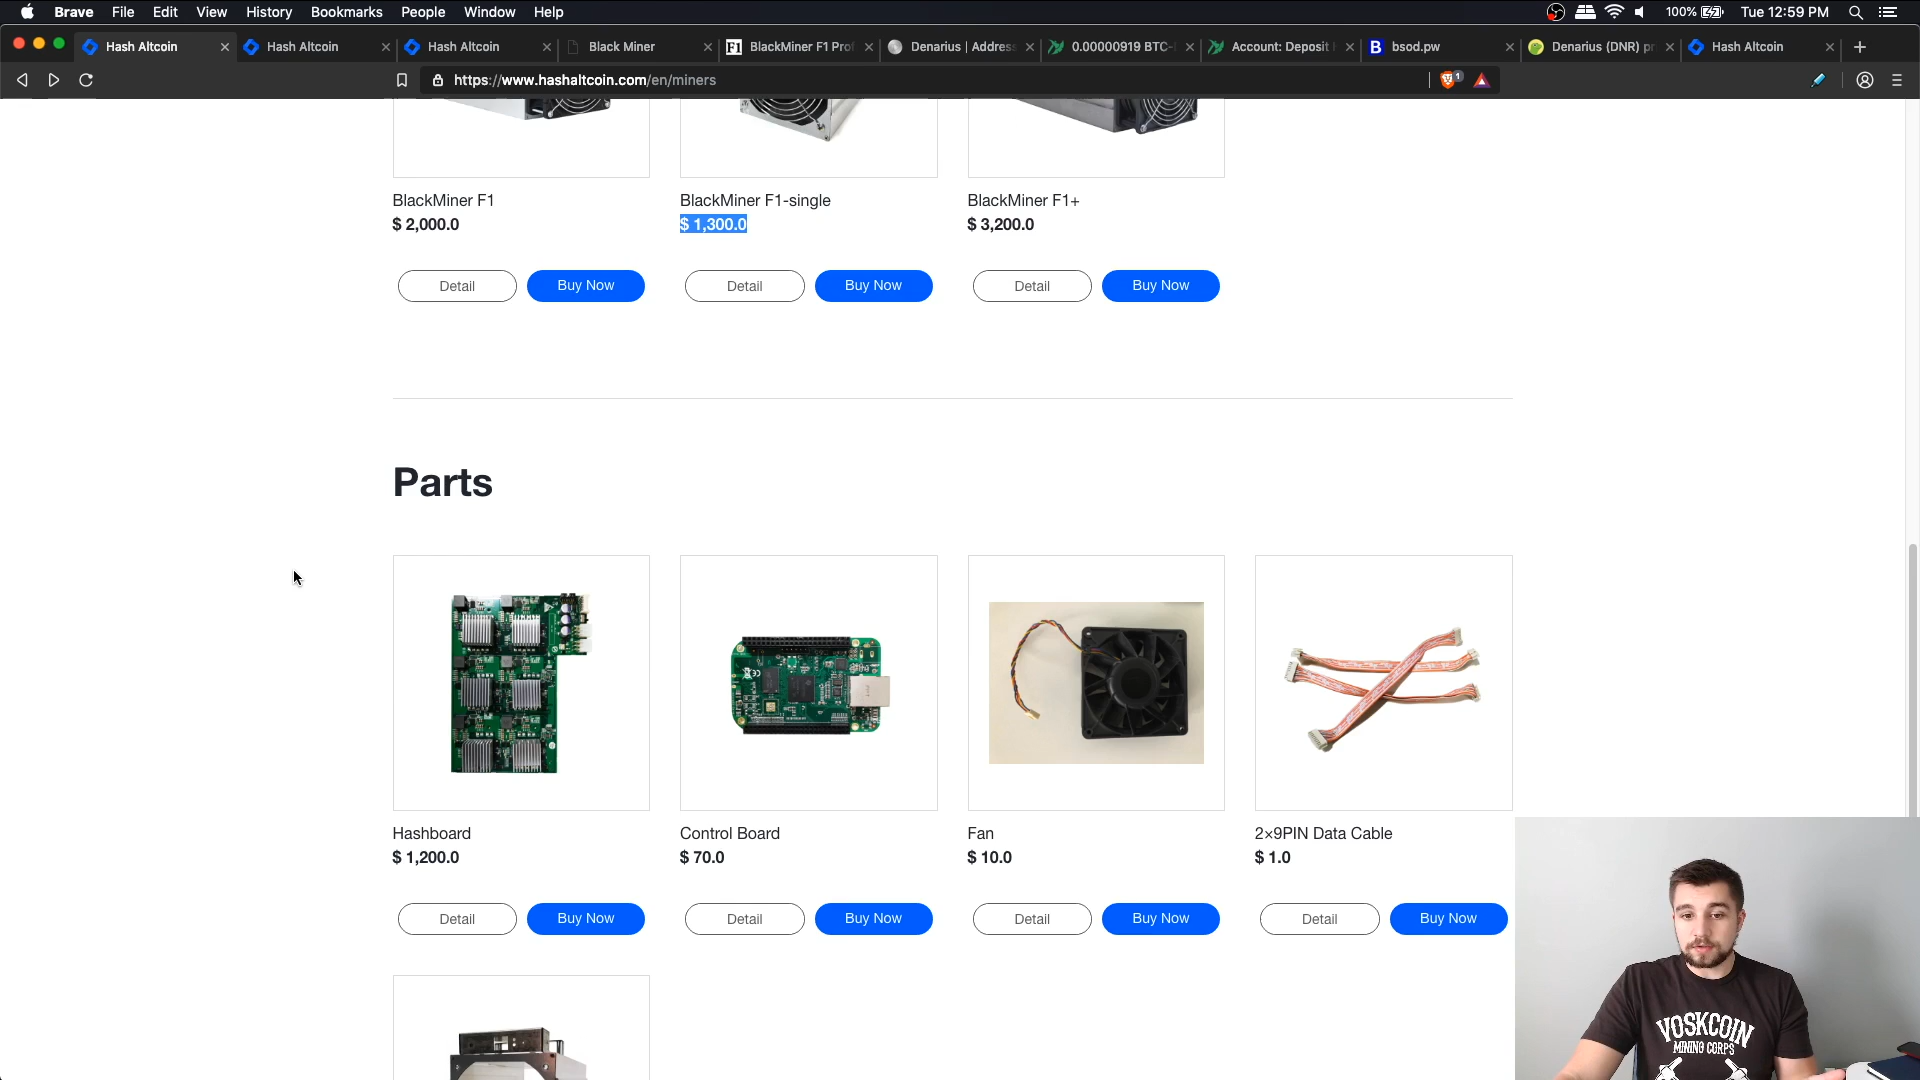 Brave File Edit View History Bookmarks People Window Help 100% Tue 12:59 PM
Hash Altcoin Hash Altcoin Hash Altcoin Black Miner F1 BlackMiner F1 Prof Denarius | Address 0.00000919 BTC- Account: Deposit B bsod.pw Denarius (DNR) pr Hash Altcoin
https://www.hashaltcoin.com/en/miners 1
BlackMiner F1 BlackMiner F1-single BlackMiner F1+
$ 2,000.0 $ 1,300.0 $ 3,200.0
Detail Buy Now Detail Buy Now Detail Buy Now
Parts
Hashboard Control Board Fan 2×9PIN Data Cable
$ 1,200.0 $ 70.0 $ 10.0 $ 1.0
Detail Buy Now Detail Buy Now Detail Buy Now Detail Buy Now
VOSKCOIN
MINING CORPS